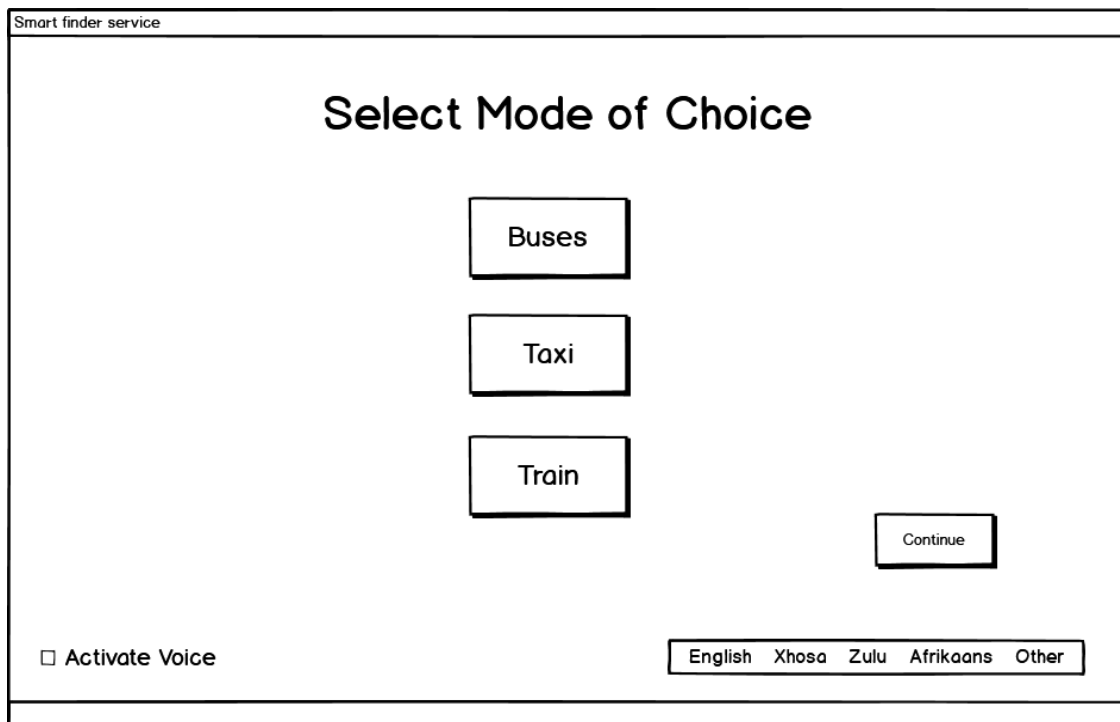 Smart finder service
Select Mode of Choice
Buses
Taxi
Train
Continue
Activate Voice
English Xhosa Zulu Afrikaans Other